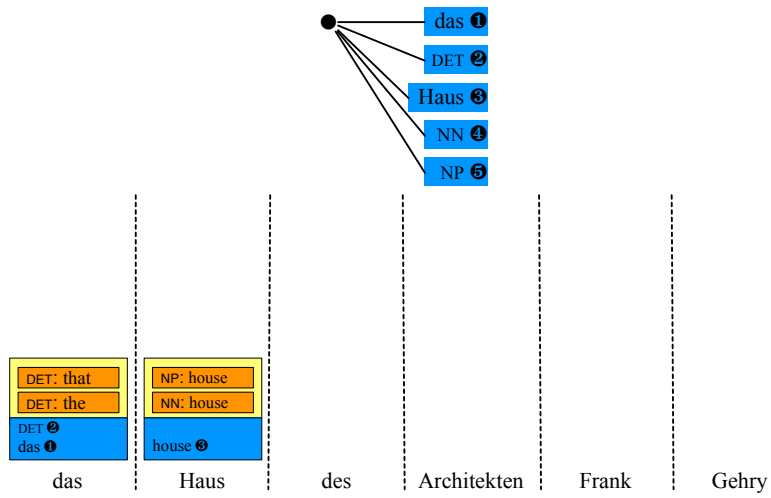 das ❶
DET ❷
Haus ❸
NN ❹
NP ❺
DET: that
DET: the
DET ❷
das ❶
NP: house
NN: house
house ❸
das Haus des Architekten Frank Gehry